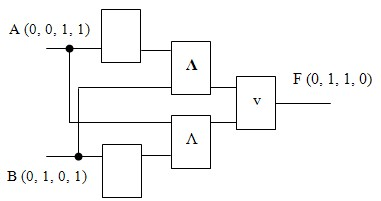 A (0, 0, 1, 1)
Λ
F (0, 1, 1, 0)
v
Λ
B (0, 1, 0, 1)